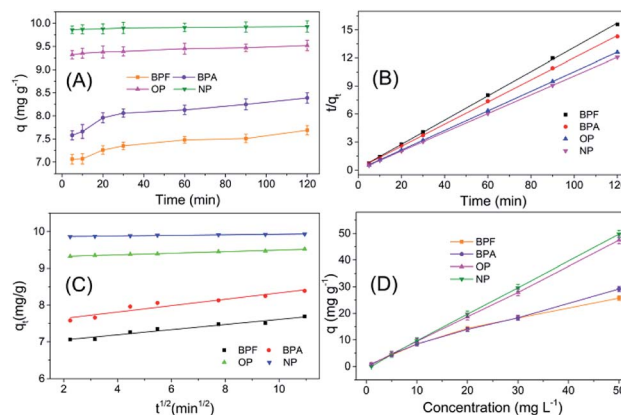 10.0
9.5
9.0
8.5
8.0
7.5
7.0
q (mg g⁻¹)
(A)
BPF BPA
OP NP
0 20 40 60 80 100 120
Time (min)
15
12
9
6
3
0
t/qt
(B)
BPF
BPA
OP
NP
0 20 40 60 80 100 120
Time (min)
10
9
8
7
6
qt(mg/g)
(C)
BPF BPA
OP NP
2 4 6 8 10
t1/2(min1/2)
50
40
30
20
10
0
q (mg g⁻¹)
(D)
BPF
BPA
OP
NP
0 10 20 30 40 50
Concentration (mg L⁻¹)